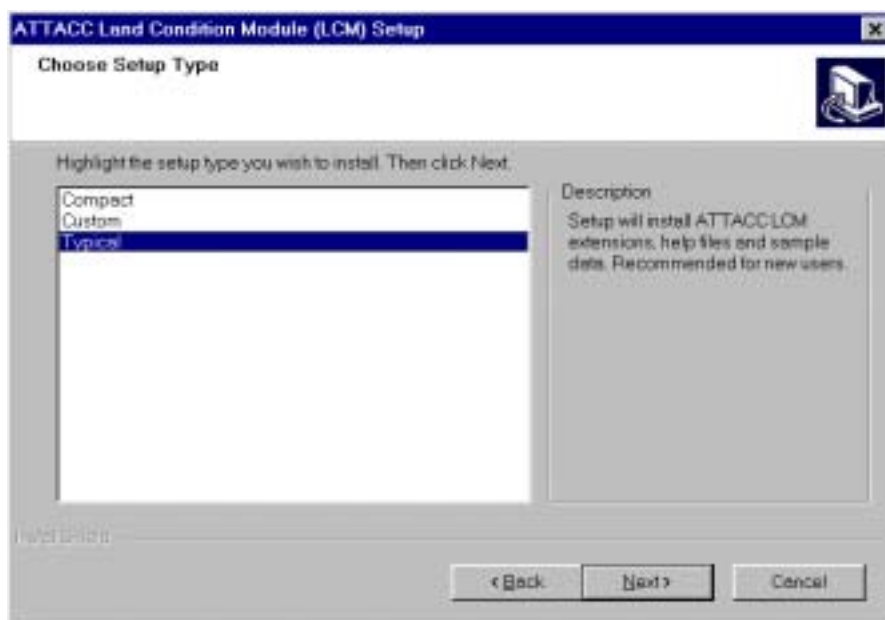 ATTACC Land Condition Module (LCM) Setup
Choose Setup Type
Highlight the setup type you wish to install. Then click Next.
Compact
Custom
Typical
Description
Setup will install ATTACC LCM
extensions, help files and sample
data. Recommended for new users.
< Back
Next >
Cancel